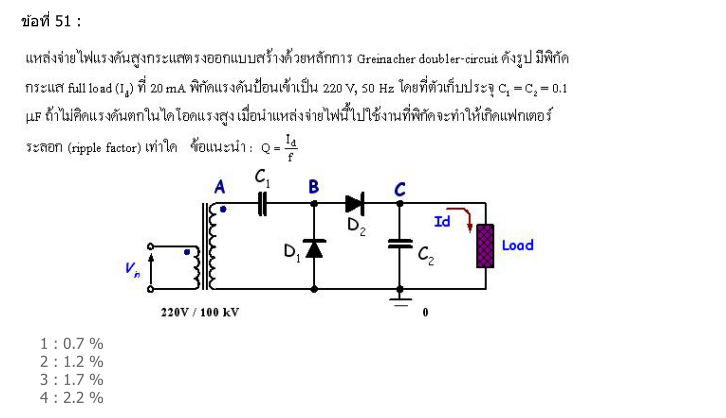 ข้อที่ 51 :
แหล่งจ่ายไฟแรงดันสูงกระแสตรงออกแบบสร้างด้วยหลักการ Greinacher doubler-circuit ดังรูป มีพิกัด
กระแส full load (I_d) ที่ 20 mA พิกัดแรงดันป้อนเข้าเป็น 220 V, 50 Hz โดยที่ตัวเก็บประจุ C₁ = C₂ = 0.1
μF ถ้าไม่คิดแรงดันตกในไดโอดแรงสูง เมื่อนำแหล่งจ่ายไฟนี้ไปใช้งานที่พิกัดจะทำให้เกิดแฟกเตอร์
ระลอก (ripple factor) เท่าใด ข้อแนะนำ : Q = I_d/f
A C₁ B C
D₂ Id
D₁ C₂ Load
V_in
220V / 100 kV 0
1 : 0.7 %
2 : 1.2 %
3 : 1.7 %
4 : 2.2 %